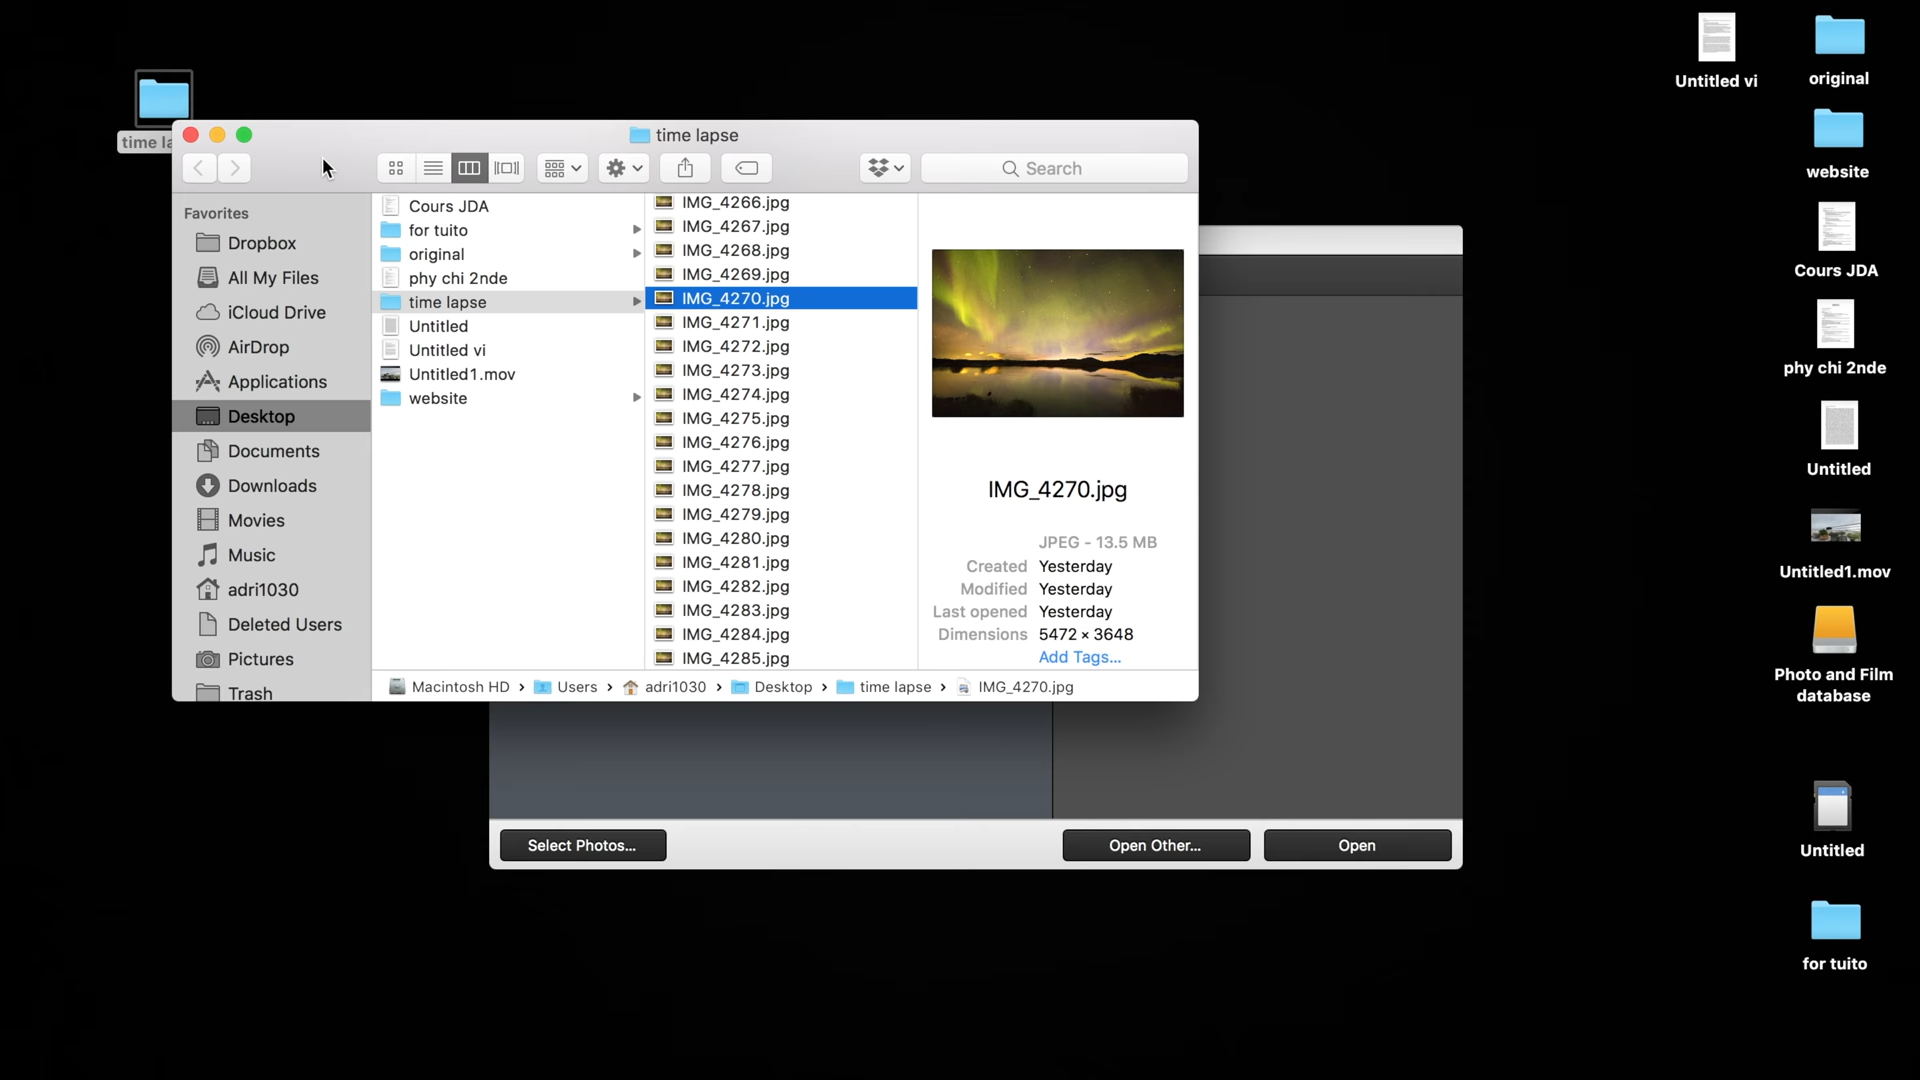 time la
time lapse
Search
Favorites
Dropbox
All My Files
iCloud Drive
AirDrop
Applications
Desktop
Documents
Downloads
Movies
Music
adri1030
Deleted Users
Pictures
Trash
Cours JDA
for tuito
original
phy chi 2nde
time lapse
Untitled
Untitled vi
Untitled1.mov
website
IMG_4266.jpg
IMG_4267.jpg
IMG_4268.jpg
IMG_4269.jpg
IMG_4270.jpg
IMG_4271.jpg
IMG_4272.jpg
IMG_4273.jpg
IMG_4274.jpg
IMG_4275.jpg
IMG_4276.jpg
IMG_4277.jpg
IMG_4278.jpg
IMG_4279.jpg
IMG_4280.jpg
IMG_4281.jpg
IMG_4282.jpg
IMG_4283.jpg
IMG_4284.jpg
IMG_4285.jpg
IMG_4270.jpg
JPEG - 13.5 MB
Created Yesterday
Modified Yesterday
Last opened Yesterday
Dimensions 5472 × 3648
Add Tags...
Macintosh HD › Users › adri1030 › Desktop › time lapse › IMG_4270.jpg
Select Photos...
Open Other...
Open
Untitled vi
original
website
Cours JDA
phy chi 2nde
Untitled
Untitled1.mov
Photo and Film
database
Untitled
for tuito